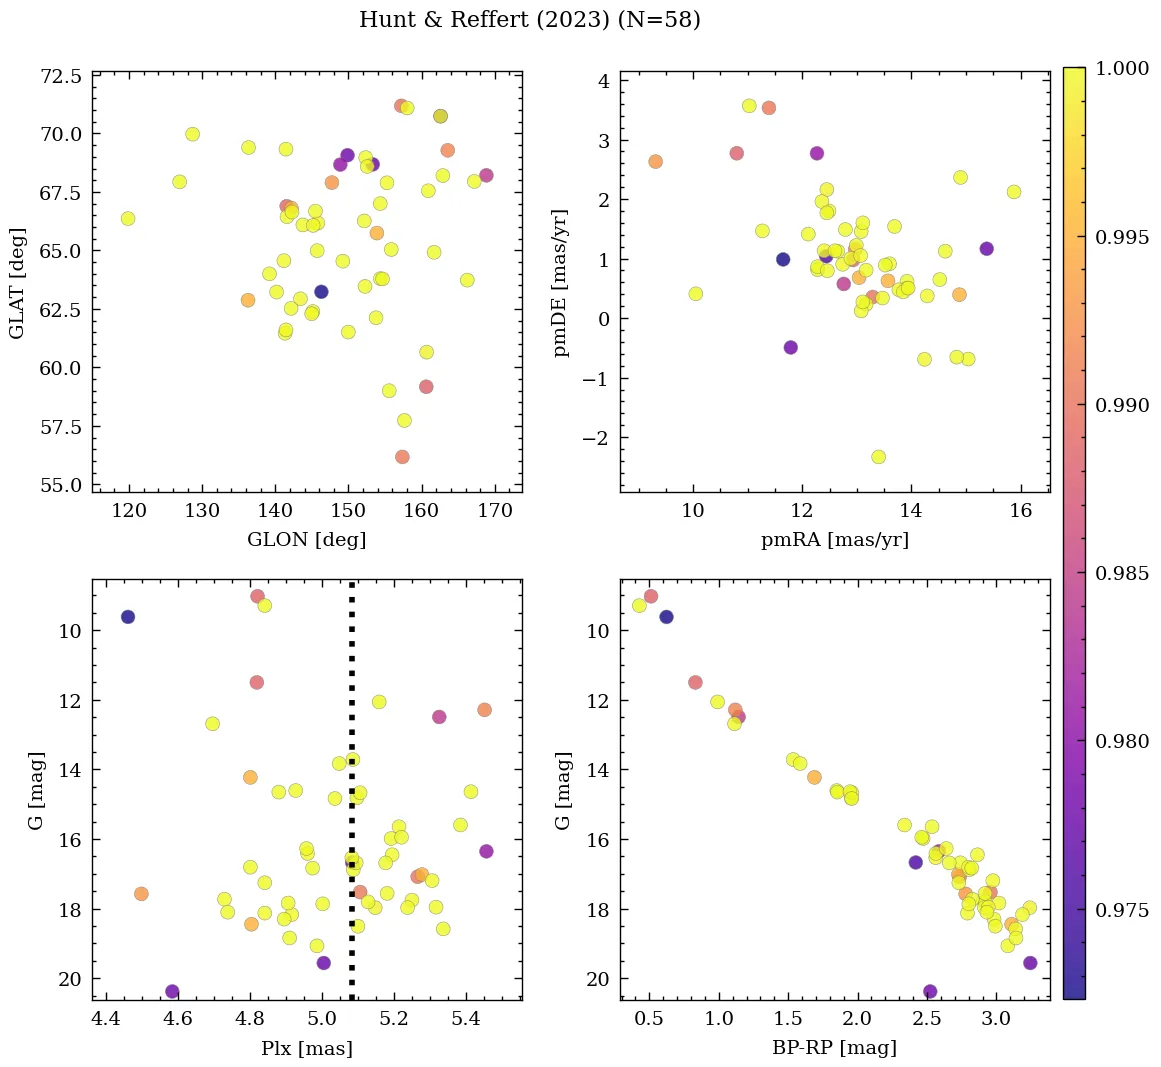 Hunt & Reffert (2023) (N=58)
72.5
70.0
67.5
65.0
62.5
60.0
57.5
55.0
GLAT [deg]
120 130 140 150 160 170
GLON [deg]
4
3
2
1
0
−1
−2
pmDE [mas/yr]
10 12 14 16
pmRA [mas/yr]
10
12
14
16
18
20
G [mag]
4.4 4.6 4.8 5.0 5.2 5.4
Plx [mas]
10
12
14
16
18
20
G [mag]
0.5 1.0 1.5 2.0 2.5 3.0
BP-RP [mag]
1.000
0.995
0.990
0.985
0.980
0.975